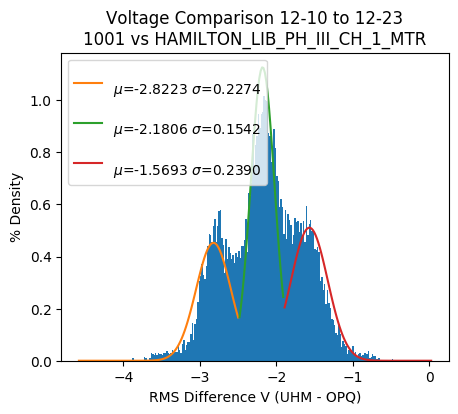 Voltage Comparison 12-10 to 12-23
1001 vs HAMILTON_LIB_PH_III_CH_1_MTR
μ=-2.8223 σ=0.2274
μ=-2.1806 σ=0.1542
μ=-1.5693 σ=0.2390
% Density
1.0
0.8
0.6
0.4
0.2
0.0
−4
−3
−2
−1
0
RMS Difference V (UHM - OPQ)